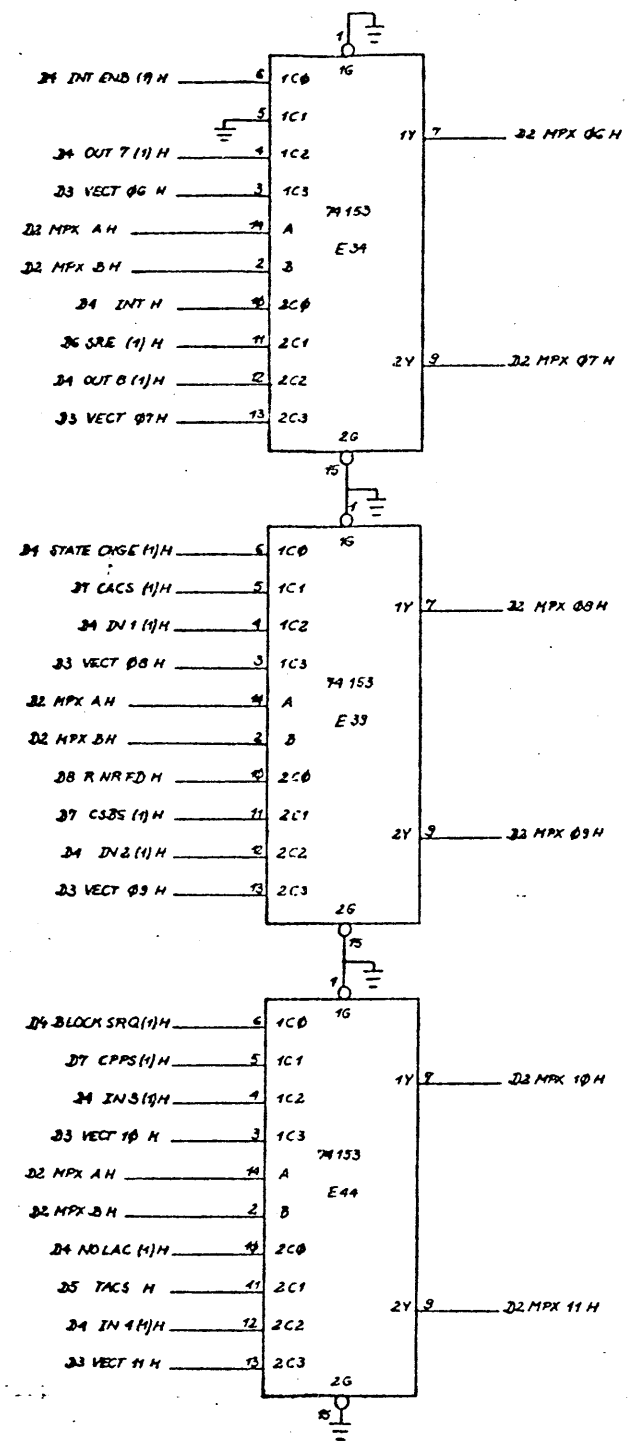 1
1G
D4 INT ENB (1) H 6 1C0
5 1C1
1Y 7 D2 MPX 06 H
D4 OUT 7 (1) H 4 1C2
D3 VECT 06 H 3 1C3
74153
D2 MPX A H 14 A
E34
D2 MPX B H 2 B
D4 INT H 10 2C0
D6 SRE (1) H 11 2C1
2Y 9 D2 MPX 07 H
D4 OUT 8 (1) H 12 2C2
D3 VECT 07 H 13 2C3
2G
15
1
1G
D4 STATE CHGE (1) H 6 1C0
D7 CACS (1) H 5 1C1
1Y 7 D2 MPX 08 H
D4 IN 1 (1) H 4 1C2
D3 VECT 08 H 3 1C3
74153
D2 MPX A H 14 A
E39
D2 MPX B H 2 B
D8 R NRFD H 10 2C0
D7 CSBS (1) H 11 2C1
2Y 9 D2 MPX 09 H
D4 IN 2 (1) H 12 2C2
D3 VECT 09 H 13 2C3
2G
15
1
1G
D4 BLOCK SRQ (1) H 6 1C0
D7 CPPS (1) H 5 1C1
1Y 7 D2 MPX 10 H
D4 IN 3 (1) H 4 1C2
D3 VECT 10 H 3 1C3
74153
D2 MPX A H 14 A
E44
D2 MPX B H 2 B
D4 NOLAC (1) H 10 2C0
D5 TACS H 11 2C1
2Y 9 D2 MPX 11 H
D4 IN 4 (1) H 12 2C2
D3 VECT 11 H 13 2C3
2G
15